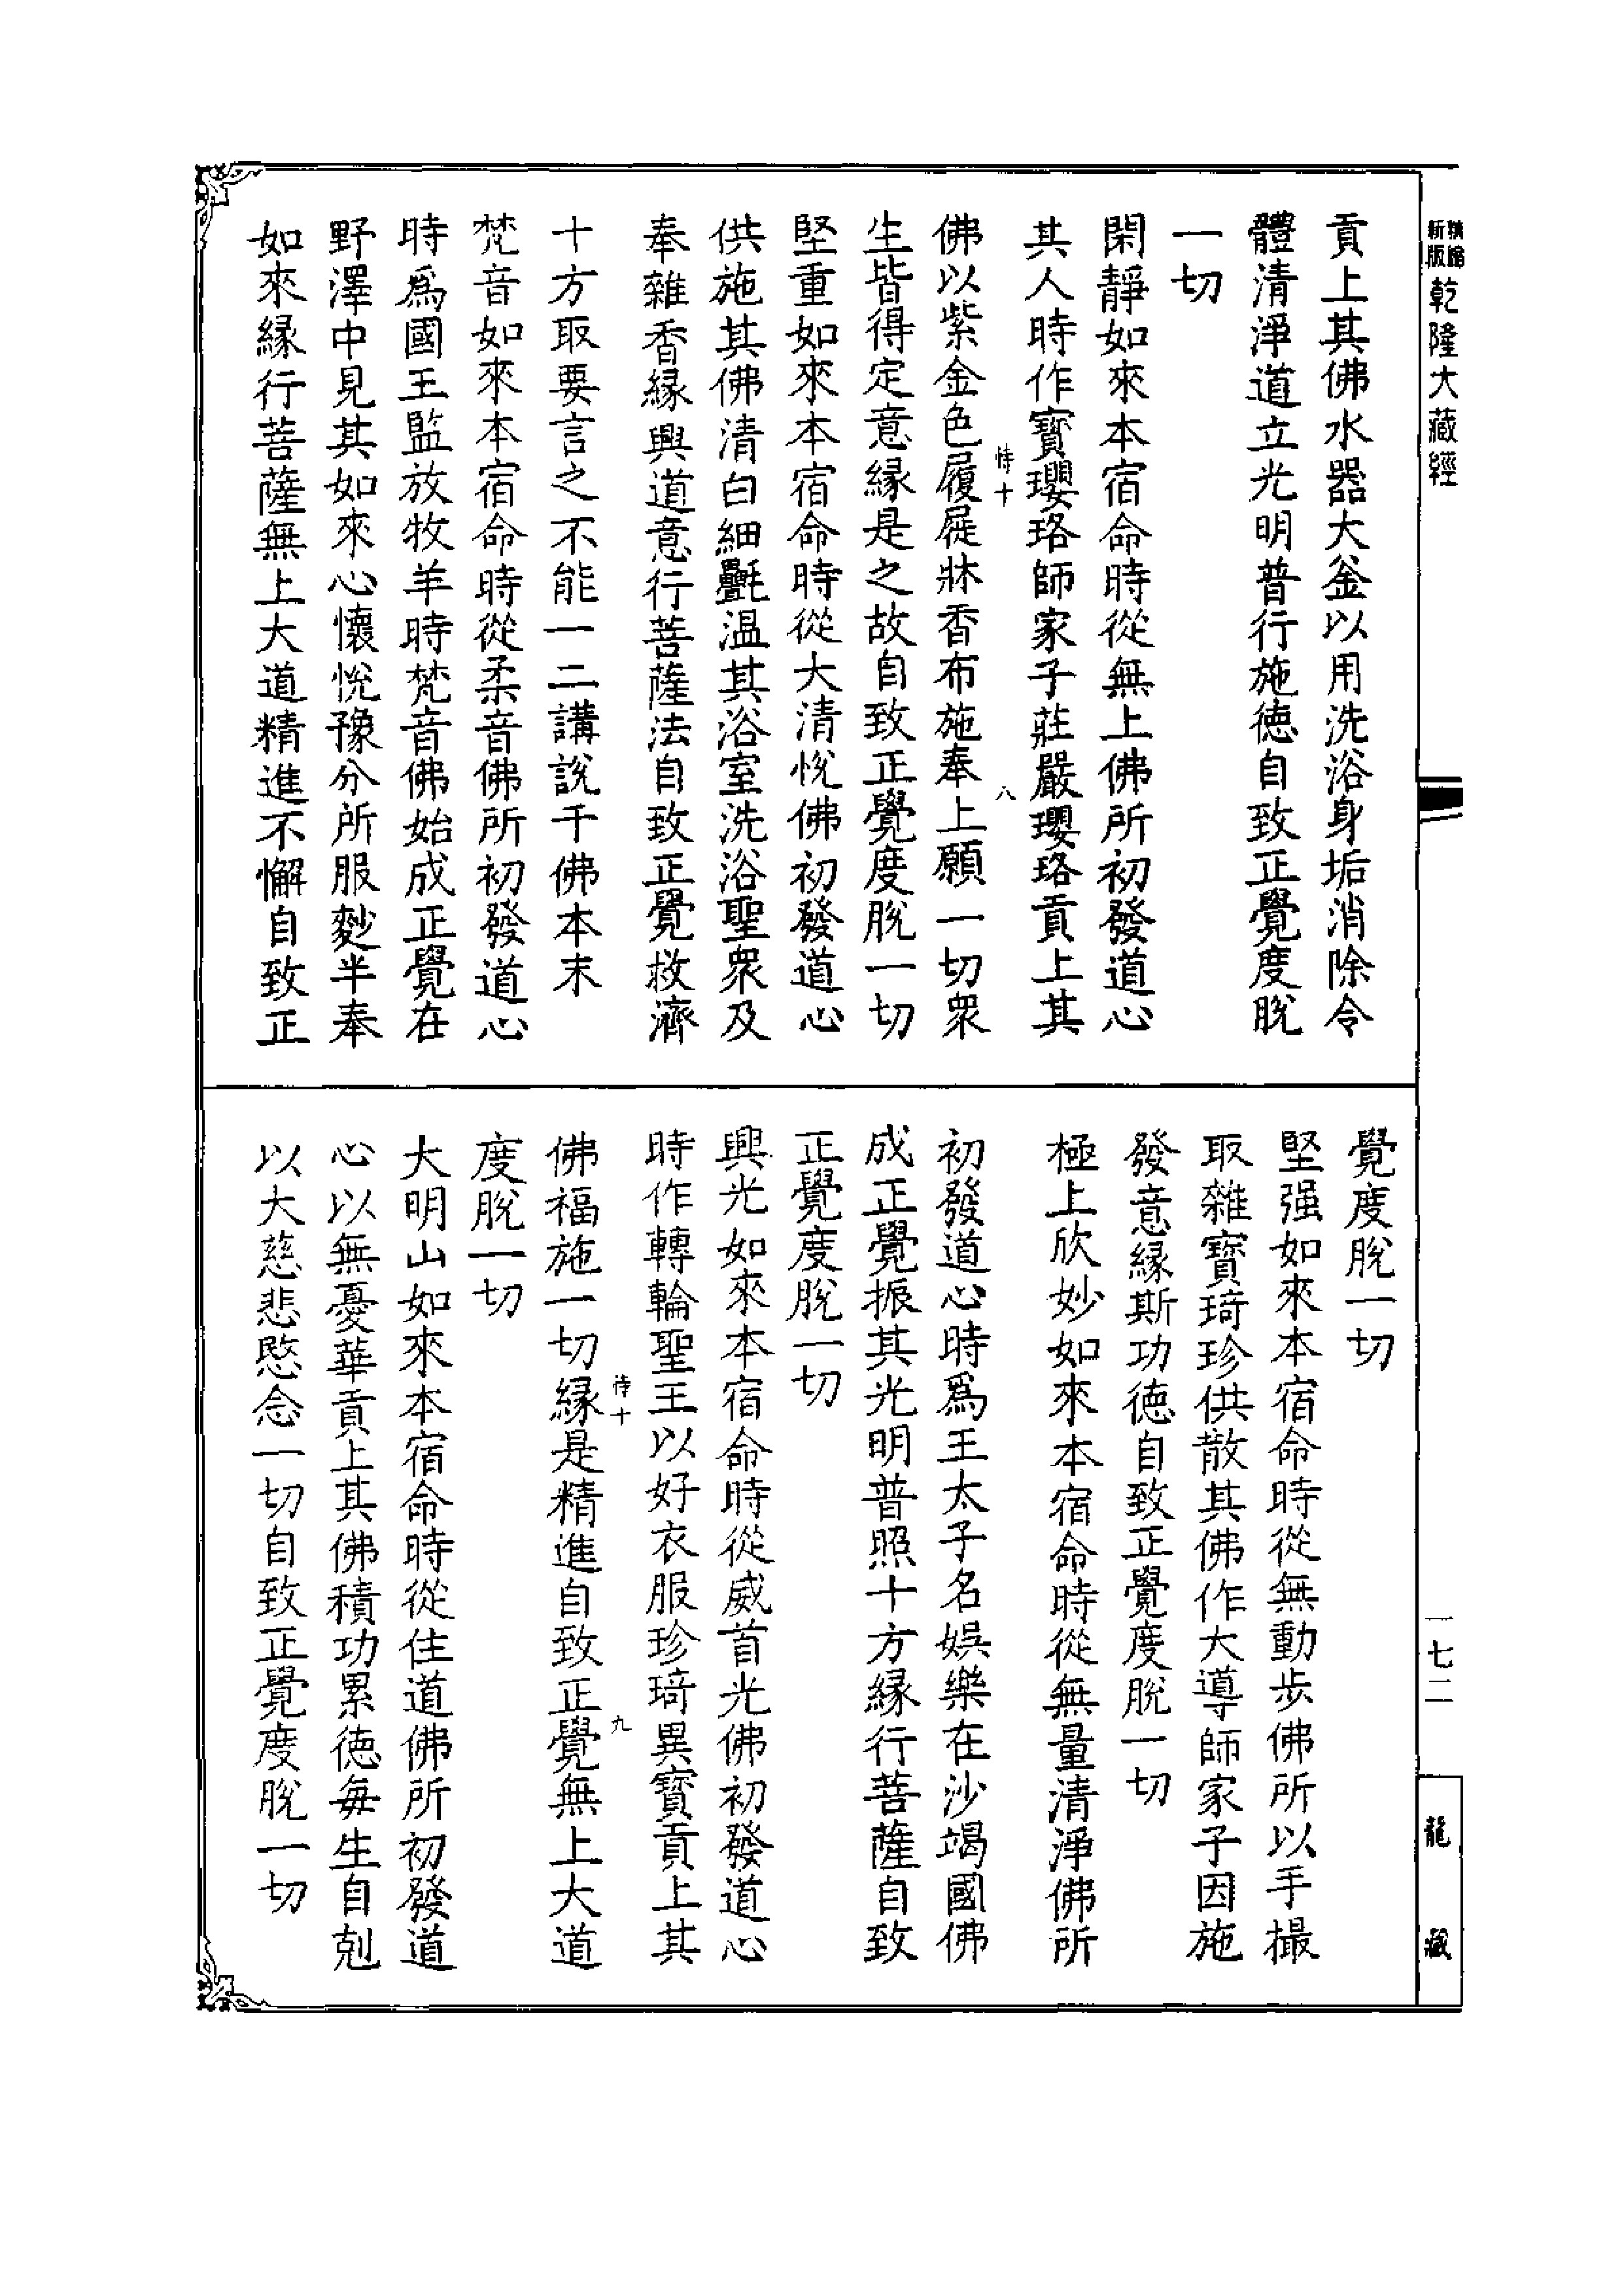 新版 精縮 乾隆大藏經
貢上其佛水器大釜以用洗浴身垢消除令
體清淨道立光明普行施德自致正覺度脫
一切
閑靜如來本宿命時從無上佛所初發道心
其人時作寶瓔珞師家子莊嚴瓔珞貢上其
恃十 八
佛以紫金色履屣牀香布施奉上願一切衆
生皆得定意緣是之故自致正覺度脫一切
堅重如來本宿命時從大清悅佛初發道心
供施其佛清白細氎温其浴室洗浴聖衆及
奉雜香緣興道意行菩薩法自致正覺救濟
十方取要言之不能一二講說千佛本末
梵音如來本宿命時從柔音佛所初發道心
時爲國王監放牧羊時梵音佛始成正覺在
野澤中見其如來心懷悅豫分所服麨半奉
如來緣行菩薩無上大道精進不懈自致正
覺度脫一切
堅强如來本宿命時從無動步佛所以手撮
取雜寶琦珍供散其佛作大導師家子因施
發意緣斯功德自致正覺度脫一切
極上欣妙如來本宿命時從無量清淨佛所
初發道心時爲王太子名娛樂在沙竭國佛
成正覺振其光明普照十方緣行菩薩自致
正覺度脫一切
興光如來本宿命時從威首光佛初發道心
時作轉輪聖王以好衣服珍琦異寶貢上其
恃十 九
佛福施一切緣是精進自致正覺無上大道
度脫一切
大明山如來本宿命時從住道佛所初發道
心以無憂華貢上其佛積功累德每生自剋
以大慈悲愍念一切自致正覺度脫一切
一七二
龍藏